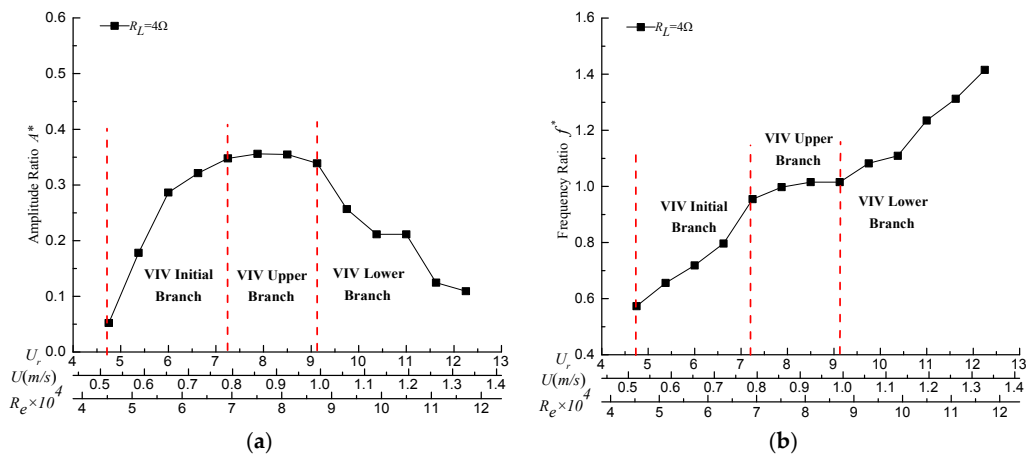 0.6
0.5
0.4
0.3
0.2
0.1
0.0
Amplitude Ratio A*
R_L=4Ω
VIV Initial
Branch
VIV Upper
Branch
VIV Lower
Branch
4 5 6 7 8 9 10 11 12 13
U_r
0.5 0.6 0.7 0.8 0.9 1.0 1.1 1.2 1.3 1.4
U(m/s)
4 5 6 7 8 9 10 11 12
R_e×10^4
(a)
1.6
1.4
1.2
1.0
0.8
0.6
0.4
Frequency Ratio f*
R_L=4Ω
VIV Upper
Branch
VIV Initial
Branch
VIV Lower
Branch
4 5 6 7 8 9 10 11 12 13
U_r
0.5 0.6 0.7 0.8 0.9 1.0 1.1 1.2 1.3 1.4
U(m/s)
4 5 6 7 8 9 10 11 12
R_e×10^4
(b)